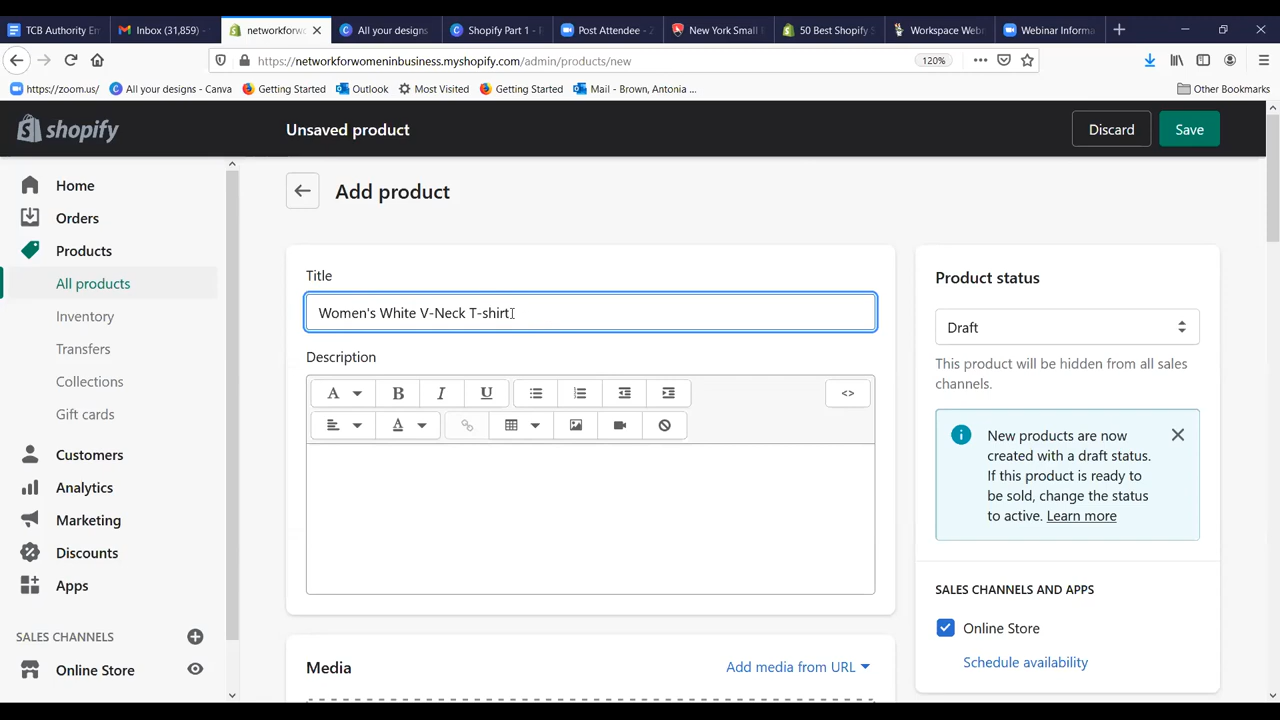 TCB Authority En
Inbox (31,859)
networkforwo
All your designs
Shopify Part 1 -
Post Attendee -
New York Small
50 Best Shopify S
Workspace Web
Webinar Informa
https://networkforwomeninbusiness.myshopify.com/admin/products/new
120%
https://zoom.us/
All your designs - Canva
Getting Started
Outlook
Most Visited
Getting Started
Mail - Brown, Antonia ...
Other Bookmarks
shopify
Unsaved product
Discard
Save
Home
Orders
Products
All products
Inventory
Transfers
Collections
Gift cards
Customers
Analytics
Marketing
Discounts
Apps
SALES CHANNELS
Online Store
Add product
Title
Women's White V-Neck T-shirt
Description
A
B
I
U
<>
A
Media
Add media from URL
Product status
Draft
This product will be hidden from all sales
channels.
New products are now
created with a draft status.
If this product is ready to
be sold, change the status
to active. Learn more
SALES CHANNELS AND APPS
Online Store
Schedule availability